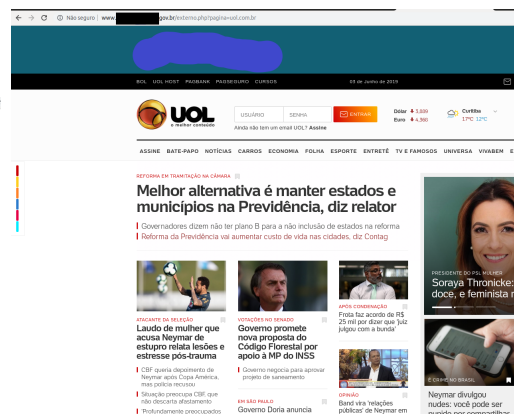 Não seguro | www. gov.br/externo.php?pagina=uol.com.br
BOL UOL HOST PAGBANK PAGSEGURO CURSOS
03 de Junho de 2019
UOL
o melhor conteúdo
USUÁRIO SENHA ENTRAR
Ainda não tem um email UOL? Assine
Dólar
Euro
Curitiba
17°C 12°C
ASSINE BATE-PAPO NOTÍCIAS CARROS ECONOMIA FOLHA ESPORTE ENTRETÊ TV E FAMOSOS UNIVERSA VIVABEM E
REFORMA EM TRAMITAÇÃO NA CÂMARA
Melhor alternativa é manter estados e
municípios na Previdência, diz relator
Governadores dizem não ter plano B para a não inclusão de estados na reforma
Reforma da Previdência vai aumentar custo de vida nas cidades, diz Contag
ATACANTE DA SELEÇÃO
Laudo de mulher que
acusa Neymar de
estupro relata lesões e
estresse pós-trauma
CBF queria depoimento de
Neymar após Copa América,
mas polícia recusou
Situação preocupa CBF, que
não descarta afastamento
'Profundamente preocupados
VOTAÇÕES NO SENADO
Governo promete
nova proposta do
Código Florestal por
apoio à MP do INSS
Governo negocia para aprovar
projeto de saneamento
EM SÃO PAULO
Governo Doria anuncia
APÓS CONDENAÇÃO
Frota faz acordo de R$
25 mil por dizer que 'juiz
julgou com a bunda'
OPINIÃO
Band vira 'relações
públicas' de Neymar em
PRESIDENTE DO PSL MULHER
Soraya Thronicke:
doce, e feminista r
É CRIME NO BRASIL
Neymar divulgou
nudes: você pode ser
punido por compartilhar